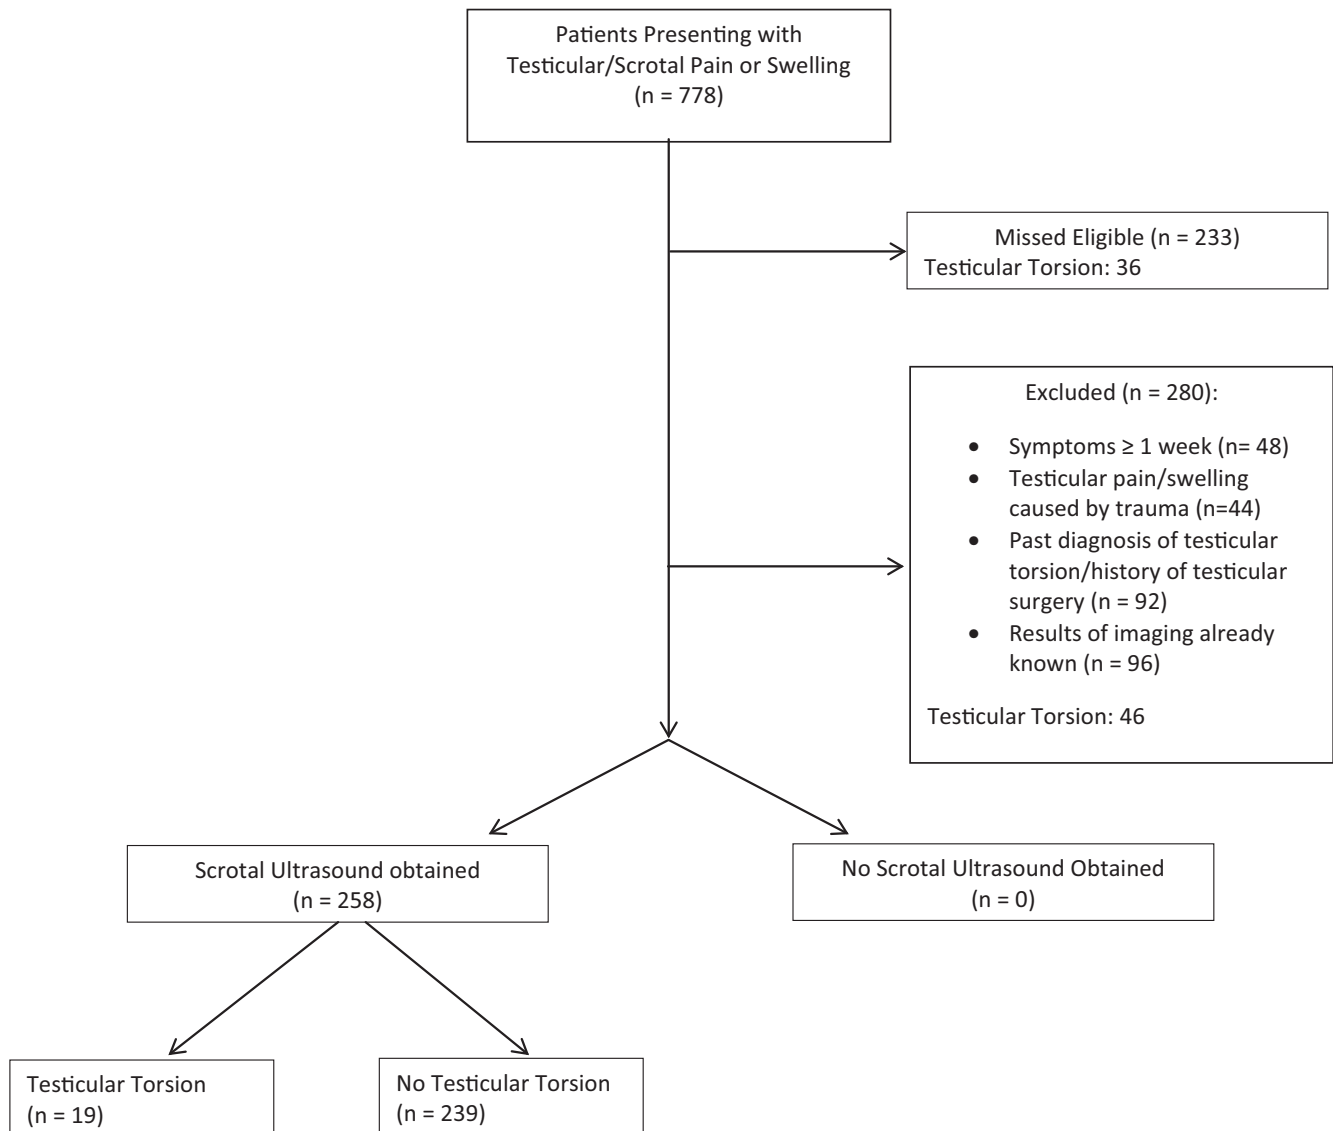 Patients Presenting with
Testicular/Scrotal Pain or Swelling
(n = 778)
Missed Eligible (n = 233)
Testicular Torsion: 36
Excluded (n = 280):
• Symptoms ≥ 1 week (n= 48)
• Testicular pain/swelling
caused by trauma (n=44)
• Past diagnosis of testicular
torsion/history of testicular
surgery (n = 92)
• Results of imaging already
known (n = 96)
Testicular Torsion: 46
Scrotal Ultrasound obtained
(n = 258)
No Scrotal Ultrasound Obtained
(n = 0)
Testicular Torsion
(n = 19)
No Testicular Torsion
(n = 239)